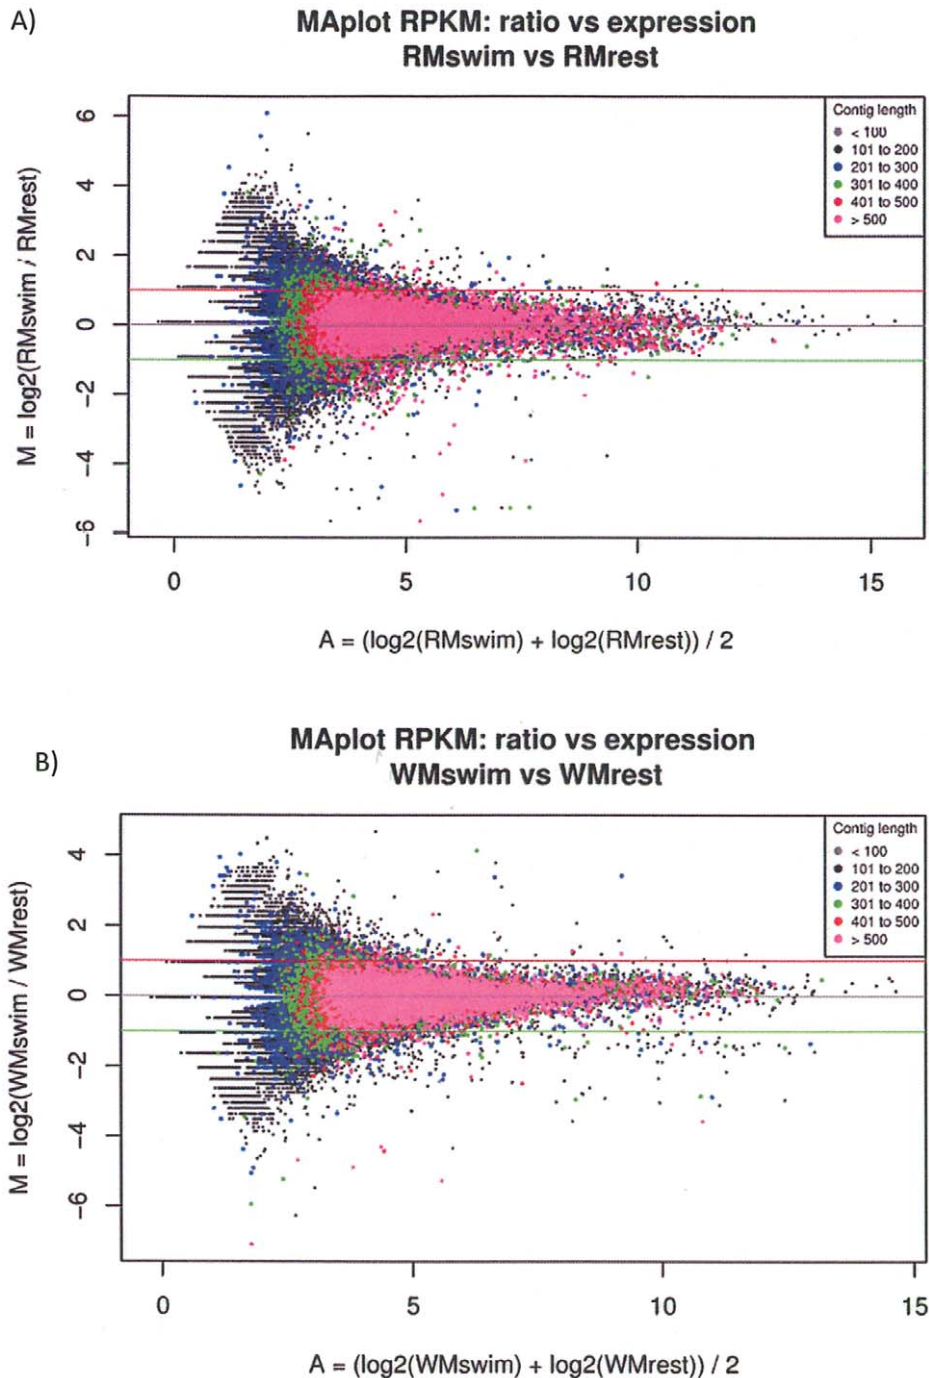 A)
MAplot RPKM: ratio vs expression
RMswim vs RMrest
M = log2(RMswim / RMrest)
6
4
2
0
−2
−4
−6
Contig length
< 100
101 to 200
201 to 300
301 to 400
401 to 500
> 500
0 5 10 15
A = (log2(RMswim) + log2(RMrest)) / 2
B)
MAplot RPKM: ratio vs expression
WMswim vs WMrest
M = log2(WMswim / WMrest)
4
2
0
−2
−4
−6
Contig length
< 100
101 to 200
201 to 300
301 to 400
401 to 500
> 500
0 5 10 15
A = (log2(WMswim) + log2(WMrest)) / 2